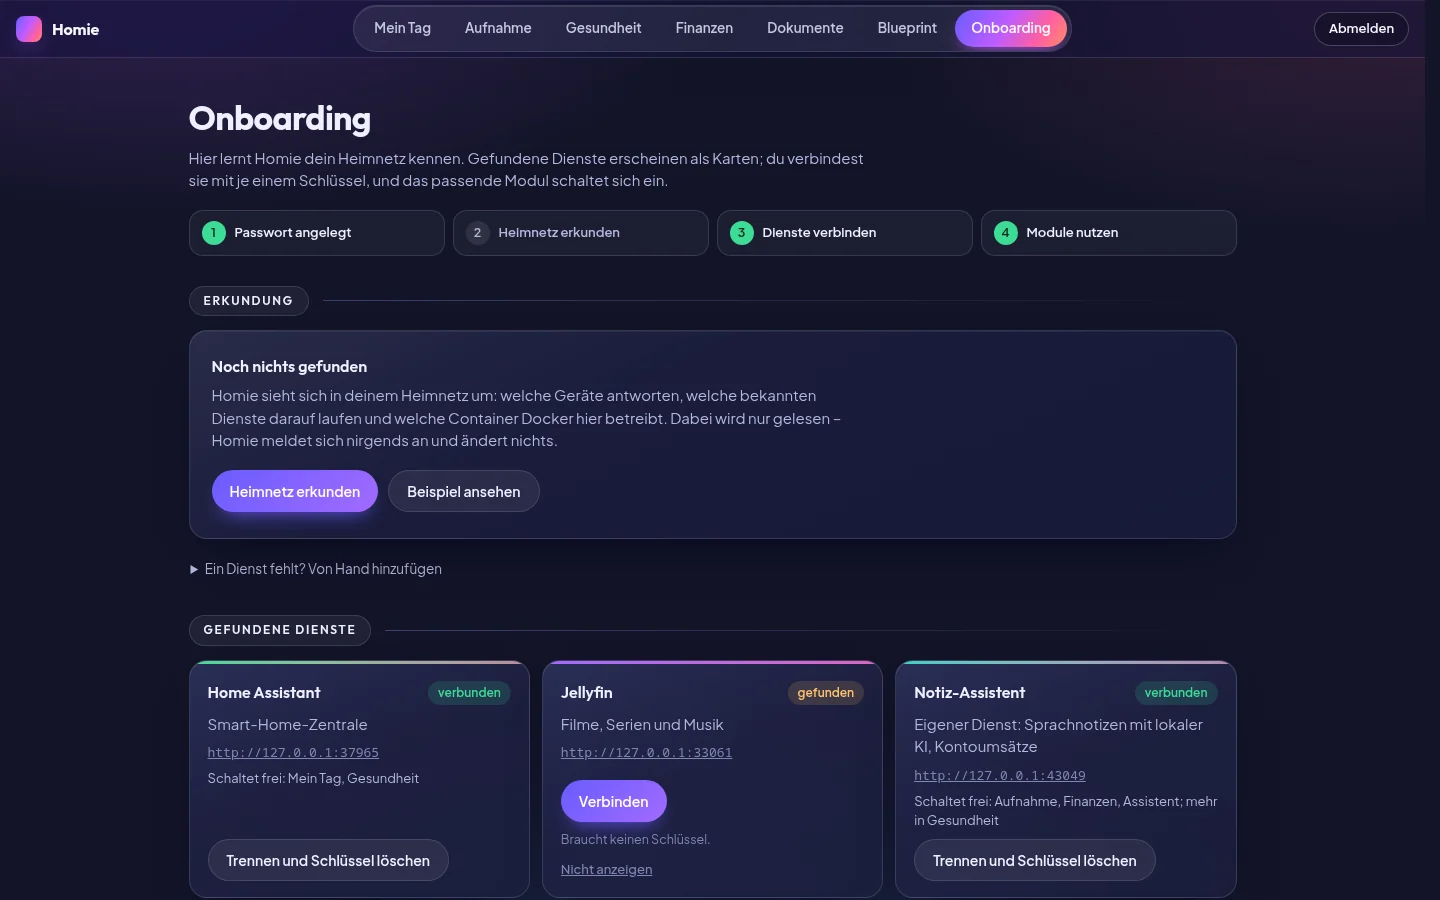 Homie
Mein Tag
Aufnahme
Gesundheit
Finanzen
Dokumente
Blueprint
Onboarding
Abmelden
Onboarding
Hier lernt Homie dein Heimnetz kennen. Gefundene Dienste erscheinen als Karten; du verbindest
sie mit je einem Schlüssel, und das passende Modul schaltet sich ein.
1 Passwort angelegt
2 Heimnetz erkunden
3 Dienste verbinden
4 Module nutzen
ERKUNDUNG
Noch nichts gefunden
Homie sieht sich in deinem Heimnetz um: welche Geräte antworten, welche bekannten
Dienste darauf laufen und welche Container Docker hier betreibt. Dabei wird nur gelesen –
Homie meldet sich nirgends an und ändert nichts.
Heimnetz erkunden
Beispiel ansehen
▶ Ein Dienst fehlt? Von Hand hinzufügen
GEFUNDENE DIENSTE
Home Assistant
verbunden
Smart-Home-Zentrale
http://127.0.0.1:37965
Schaltet frei: Mein Tag, Gesundheit
Trennen und Schlüssel löschen
Jellyfin
gefunden
Filme, Serien und Musik
http://127.0.0.1:33061
Verbinden
Braucht keinen Schlüssel.
Nicht anzeigen
Notiz-Assistent
verbunden
Eigener Dienst: Sprachnotizen mit lokaler
KI, Kontoumsätze
http://127.0.0.1:43049
Schaltet frei: Aufnahme, Finanzen, Assistent; mehr
in Gesundheit
Trennen und Schlüssel löschen